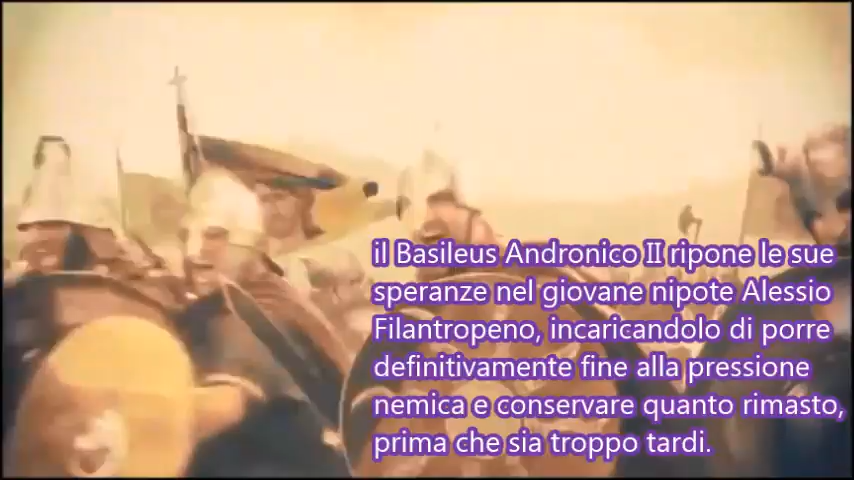 il Basileus Andronico II ripone le sue
speranze nel giovane nipote Alessio
Filantropeno, incaricandolo di porre
definitivamente fine alla pressione
nemica e conservare quanto rimasto,
prima che sia troppo tardi.